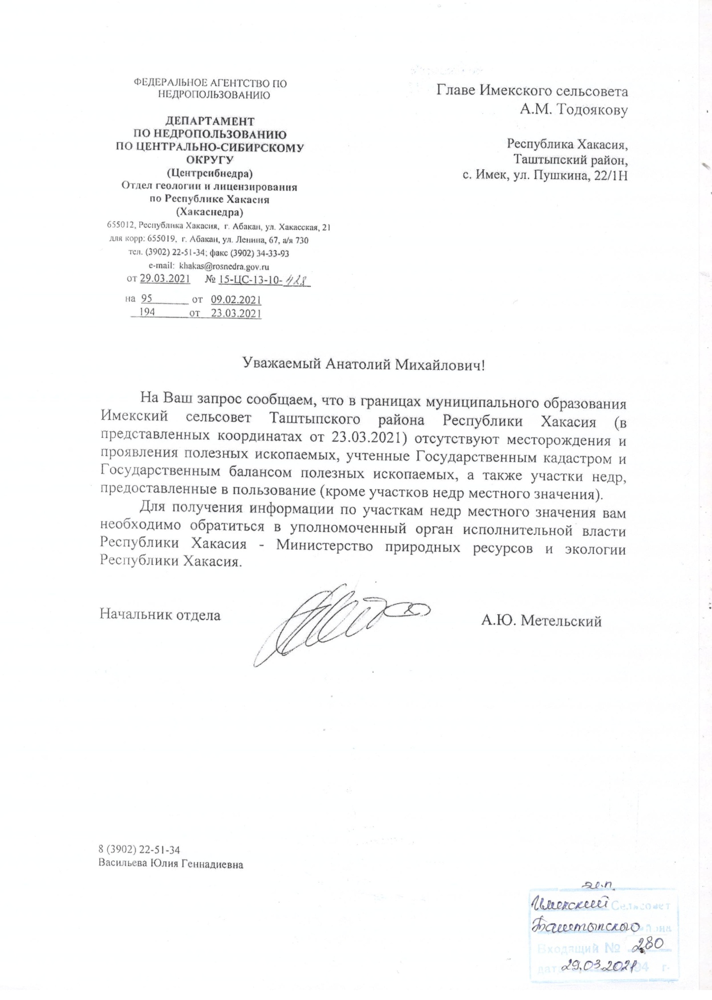 ФЕДЕРАЛЬНОЕ АГЕНТСТВО ПО
НЕДРОПОЛЬЗОВАНИЮ
ДЕПАРТАМЕНТ
ПО НЕДРОПОЛЬЗОВАНИЮ
ПО ЦЕНТРАЛЬНО-СИБИРСКОМУ
ОКРУГУ
(Центрсибнедра)
Отдел геологии и лицензирования
по Республике Хакасия
(Хакаснедра)
655012, Республика Хакасия, г. Абакан, ул. Хакасская, 21
для корр: 655019, г. Абакан, ул. Ленина, 67, а/я 730
тел. (3902) 22-51-34; факс (3902) 34-33-93
e-mail: khakas@rosnedra.gov.ru
от 29.03.2021 № 15-ЦС-13-10-428
на 95 от 09.02.2021
194 от 23.03.2021
Главе Имекского сельсовета
А.М. Тодоякову
Республика Хакасия,
Таштыпский район,
с. Имек, ул. Пушкина, 22/1Н
Уважаемый Анатолий Михайлович!
На Ваш запрос сообщаем, что в границах муниципального образования
Имекский сельсовет Таштыпского района Республики Хакасия (в
представленных координатах от 23.03.2021) отсутствуют месторождения и
проявления полезных ископаемых, учтенные Государственным кадастром и
Государственным балансом полезных ископаемых, а также участки недр,
предоставленные в пользование (кроме участков недр местного значения).
Для получения информации по участкам недр местного значения вам
необходимо обратиться в уполномоченный орган исполнительной власти
Республики Хакасия - Министерство природных ресурсов и экологии
Республики Хакасия.
Начальник отдела
А.Ю. Метельский
8 (3902) 22-51-34
Васильева Юлия Геннадиевна
Имекский Сельсовет
Таштыпского района
Входящий № 280
дата 29.03.2021 г.